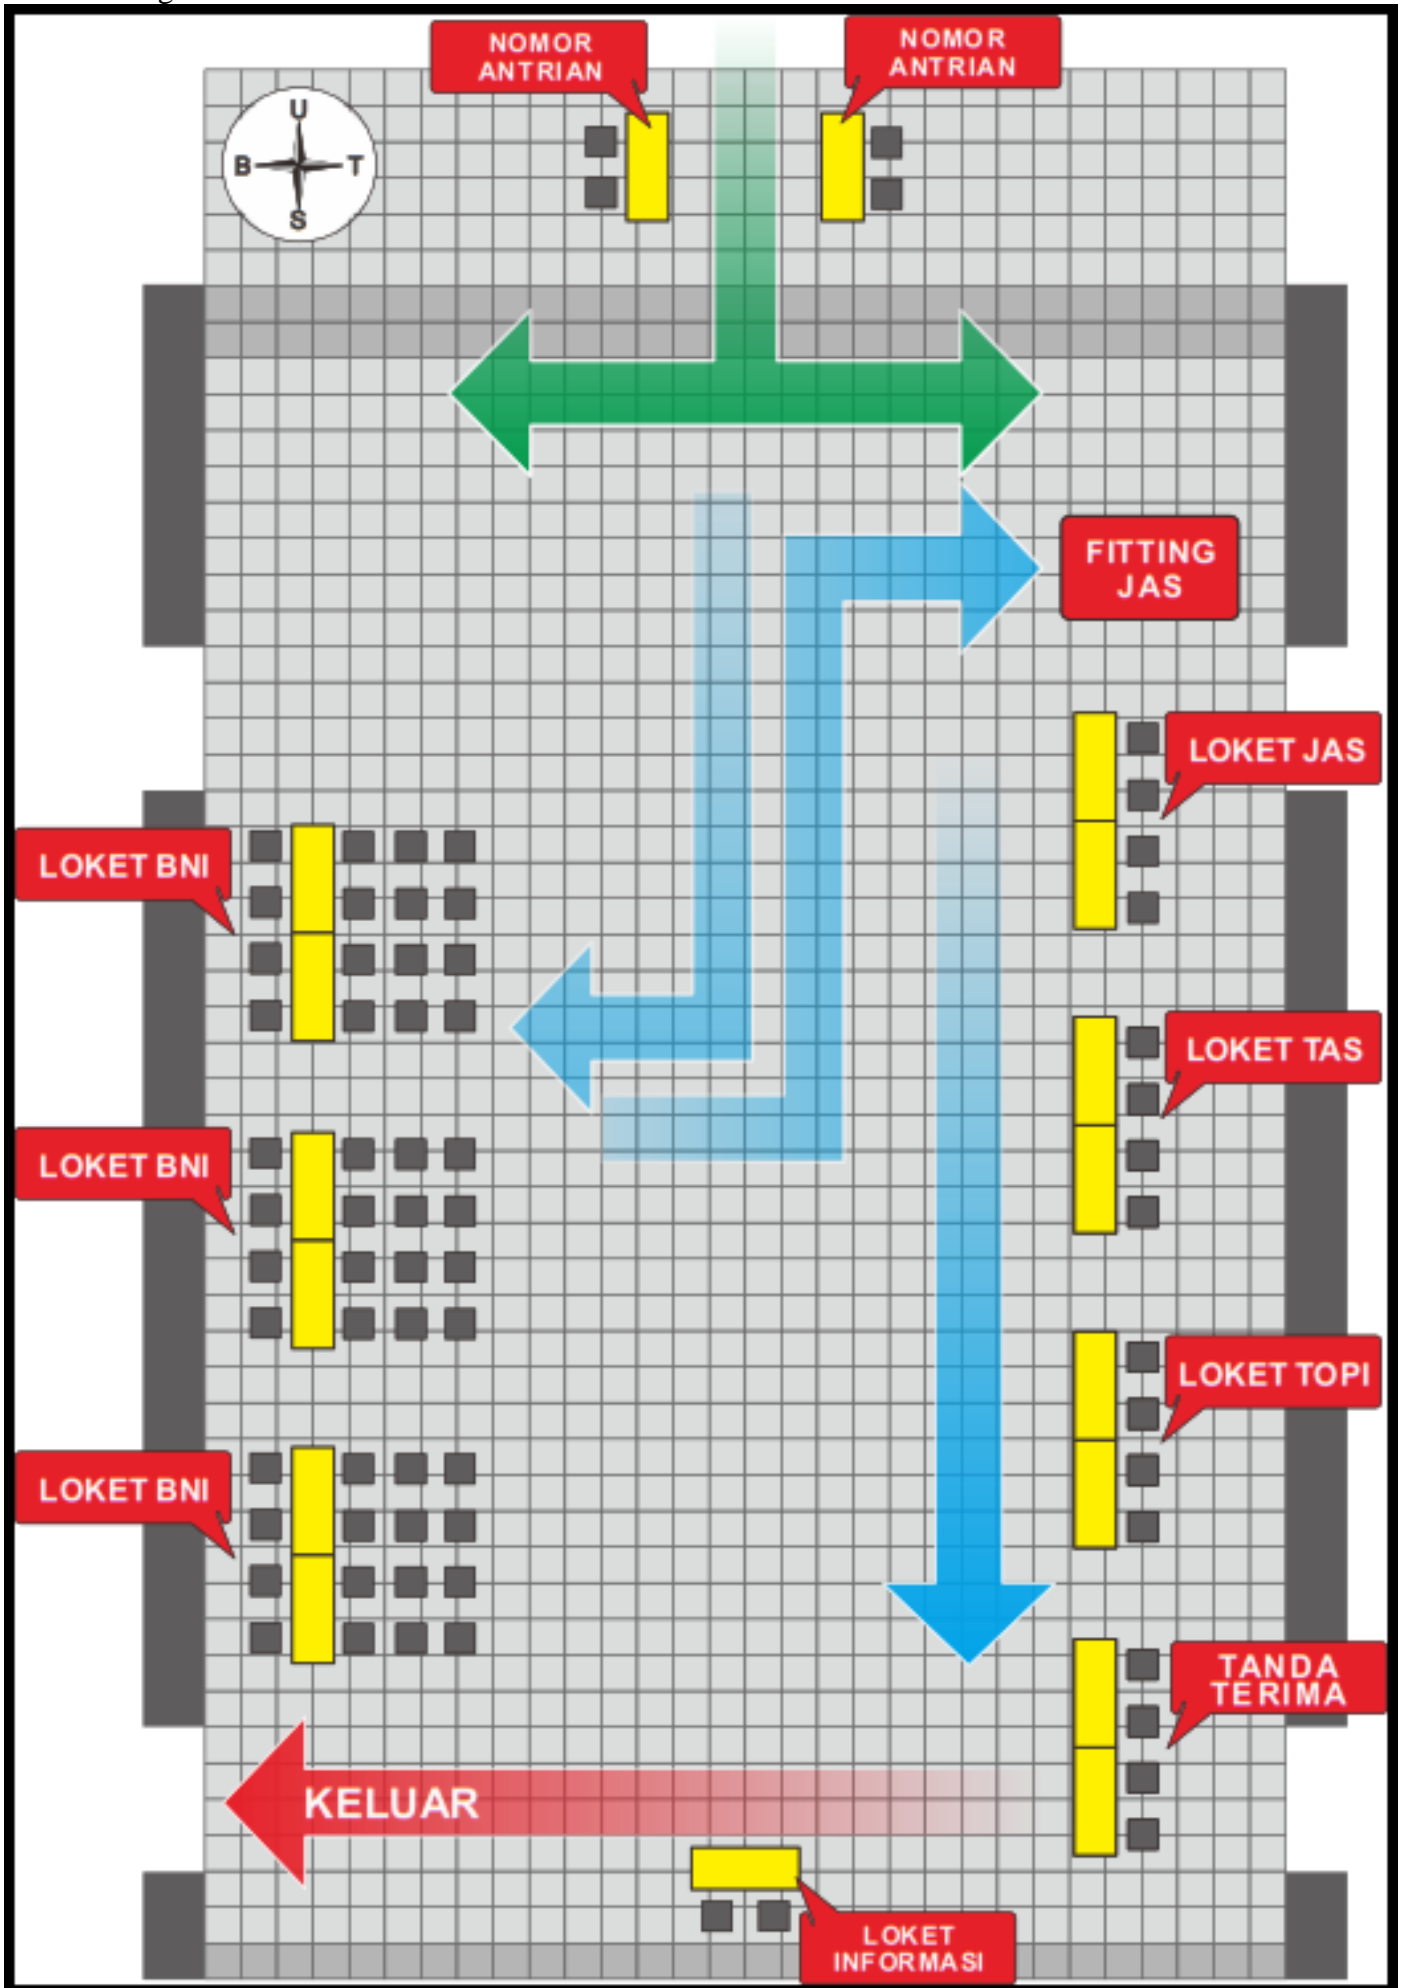 NOMOR
ANTRIAN
NOMOR
ANTRIAN
U
B T
S
FITTING
JAS
LOKET JAS
LOKET BNI
LOKET TAS
LOKET BNI
LOKET TOPI
LOKET BNI
TANDA
TERIMA
KELUAR
LOKET
INFORMASI